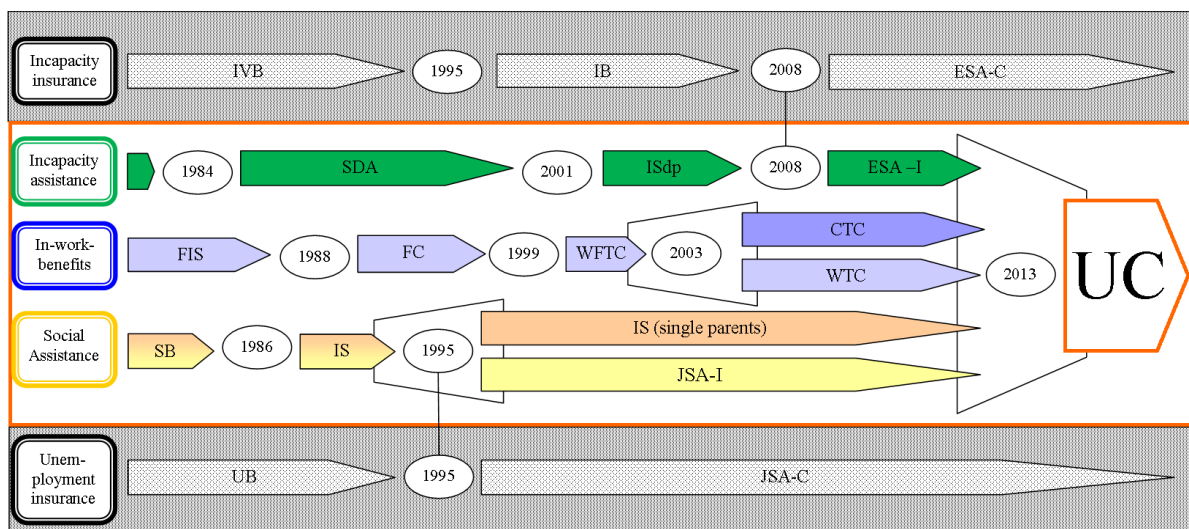 Incapacity
insurance
IVB
1995
IB
2008
ESA-C
Incapacity
assistance
1984
SDA
2001
ISdp
2008
ESA –I
In-work-
benefits
FIS
1988
FC
1999
WFTC
2003
CTC
WTC
2013
UC
Social
Assistance
SB
1986
IS
1995
IS (single parents)
JSA-I
Unem-
ployment
insurance
UB
1995
JSA-C